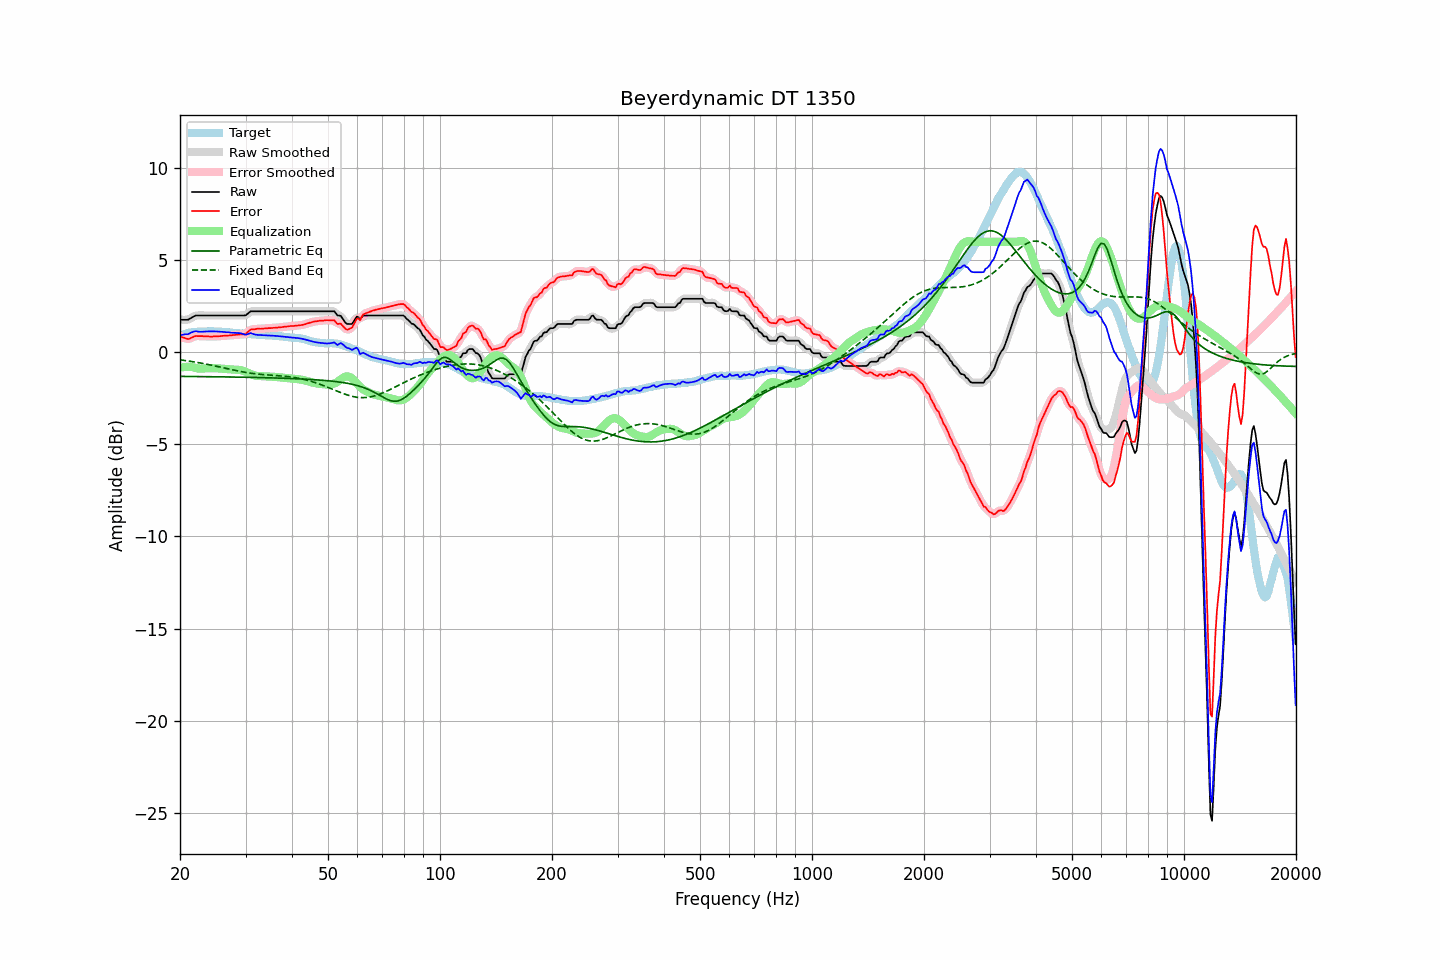 Beyerdynamic DT 1350
Target
Raw Smoothed
Error Smoothed
Raw
Error
Equalization
Parametric Eq
Fixed Band Eq
Equalized
10
5
0
−5
−10
−15
−20
−25
Amplitude (dBr)
20
50
100
200
500
1000
2000
5000
10000
20000
Frequency (Hz)